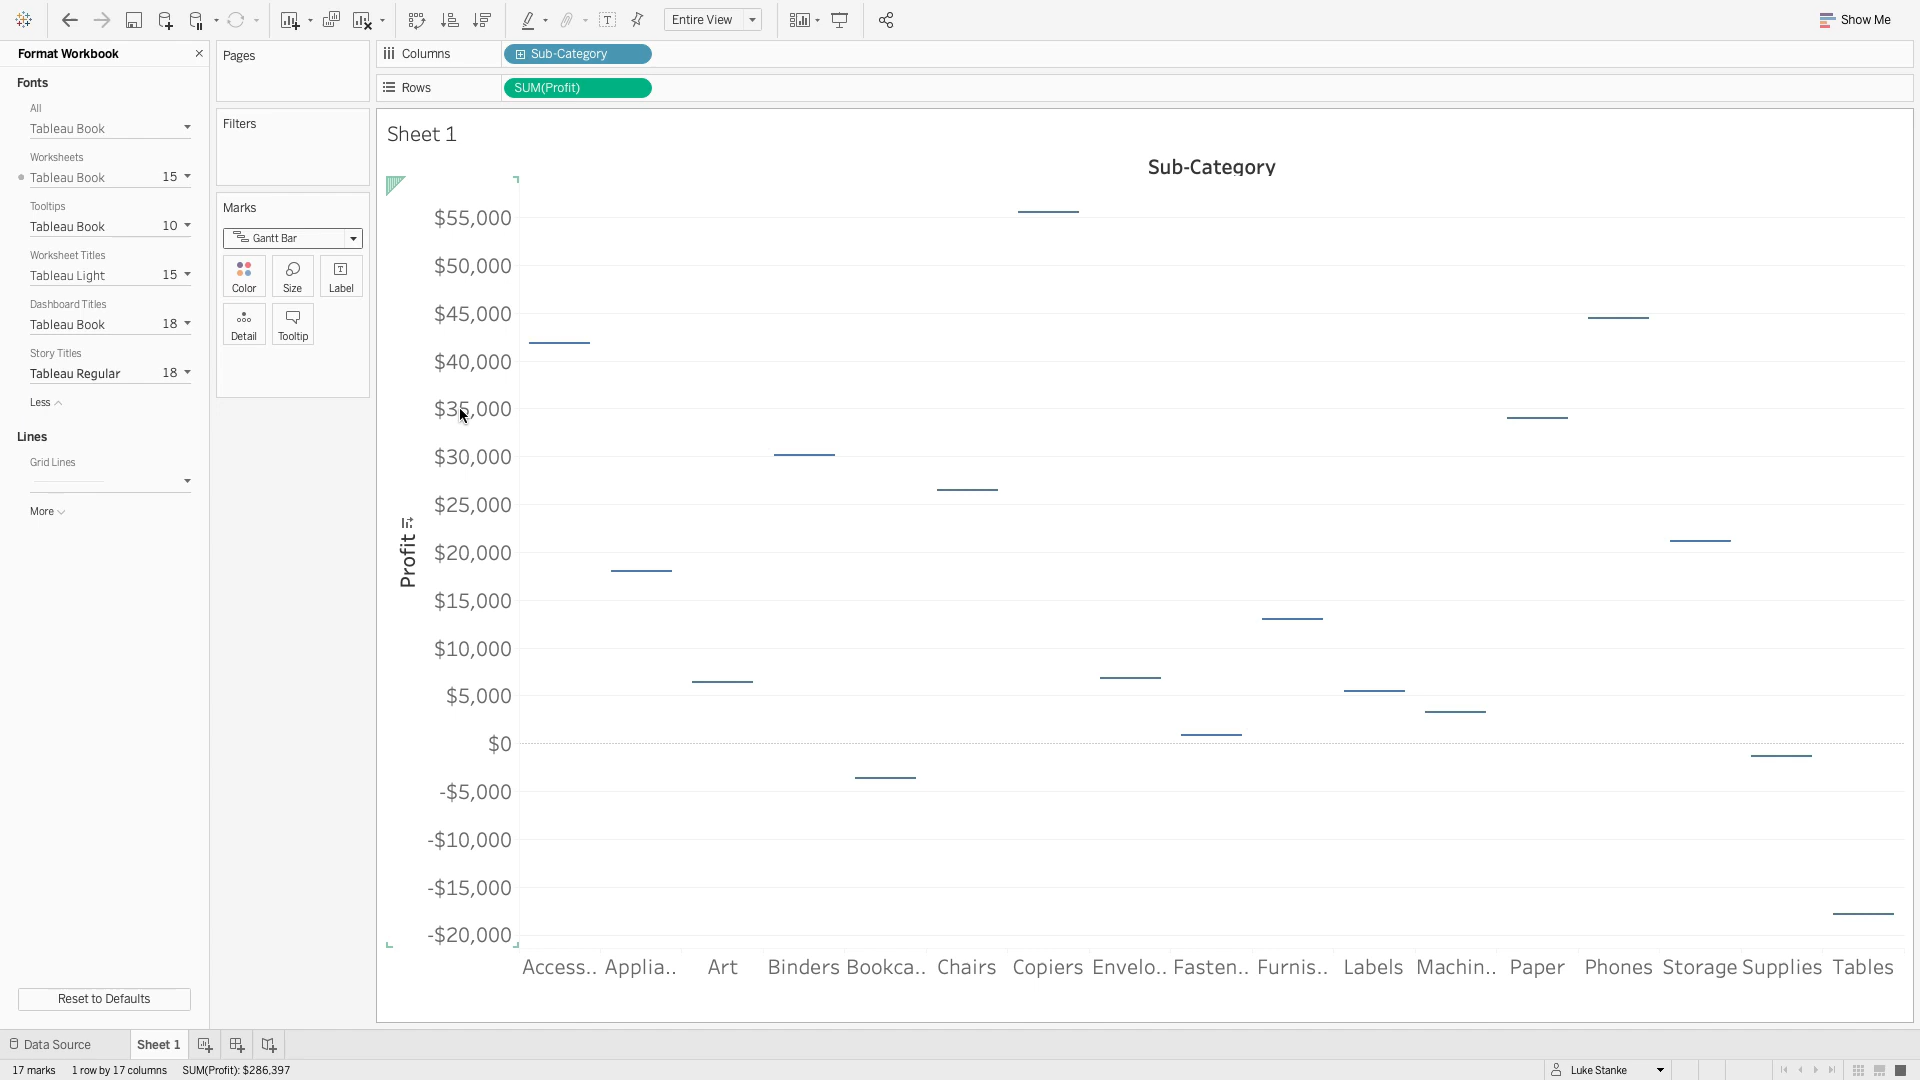 Entire View
Show Me
Format Workbook
Fonts
All
Tableau Book
Worksheets
Tableau Book 15
Tooltips
Tableau Book 10
Worksheet Titles
Tableau Light 15
Dashboard Titles
Tableau Book 18
Story Titles
Tableau Regular 18
Less
Lines
Grid Lines
More
Reset to Defaults
Pages
Filters
Marks
Gantt Bar
Color
Size
Label
Detail
Tooltip
Columns
Sub-Category
Rows
SUM(Profit)
Sheet 1
Sub-Category
Profit
$55,000
$50,000
$45,000
$40,000
$35,000
$30,000
$25,000
$20,000
$15,000
$10,000
$5,000
$0
-$5,000
-$10,000
-$15,000
-$20,000
Access.. Applia.. Art Binders Bookca.. Chairs Copiers Envelo.. Fasten.. Furnis.. Labels Machin.. Paper Phones Storage Supplies Tables
Data Source
Sheet 1
17 marks 1 row by 17 columns SUM(Profit): $286,397
Luke Stanke